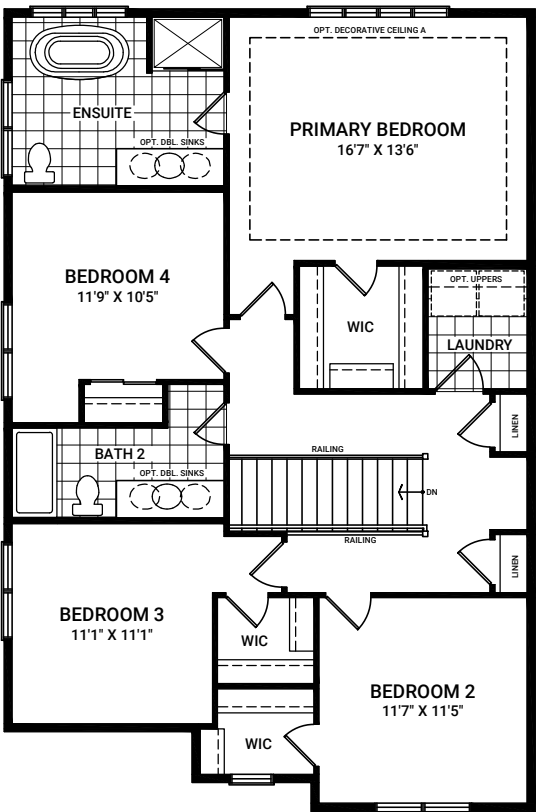 OPT. DECORATIVE CEILING A
ENSUITE
OPT. DBL. SINKS
PRIMARY BEDROOM
16'7" X 13'6"
BEDROOM 4
11'9" X 10'5"
WIC
OPT. UPPERS
LAUNDRY
LINEN
BATH 2
OPT. DBL. SINKS
RAILING
DN
RAILING
LINEN
BEDROOM 3
11'1" X 11'1"
WIC
BEDROOM 2
11'7" X 11'5"
WIC